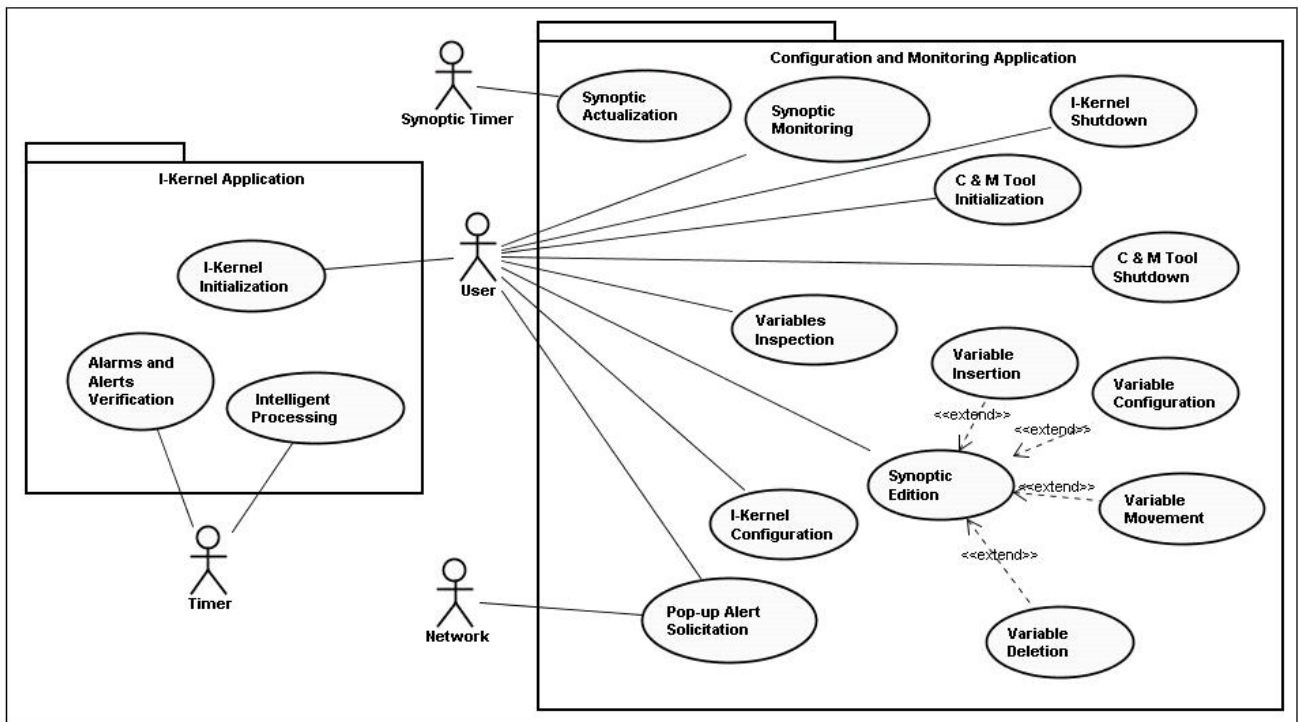 Configuration and Monitoring Application
Synoptic Timer
Synoptic
Actualization
Synoptic
Monitoring
I-Kernel
Shutdown
C & M Tool
Initialization
C & M Tool
Shutdown
I-Kernel Application
I-Kernel
Initialization
User
Alarms and
Alerts
Verification
Intelligent
Processing
Timer
Variables
Inspection
Variable
Insertion
Variable
Configuration
<<extend>>
<<extend>>
Synoptic
Edition
<<extend>>
Variable
Movement
<<extend>>
Variable
Deletion
I-Kernel
Configuration
Network
Pop-up Alert
Solicitation